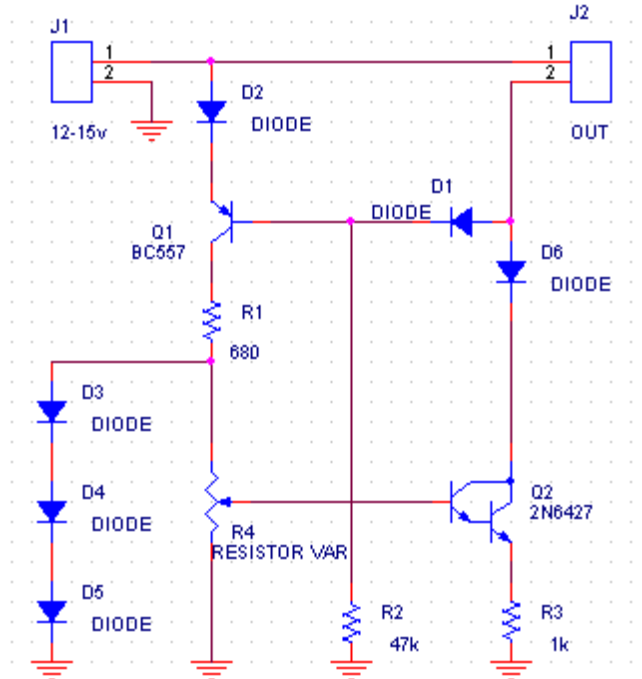 J1
J2
1
2
1
2
12-15v
OUT
D2
DIODE
D1
DIODE
Q1
BC557
D6
DIODE
R1
680
D3
DIODE
D4
DIODE
Q2
2N6427
R4
RESISTOR VAR
D5
DIODE
R2
47k
R3
1k